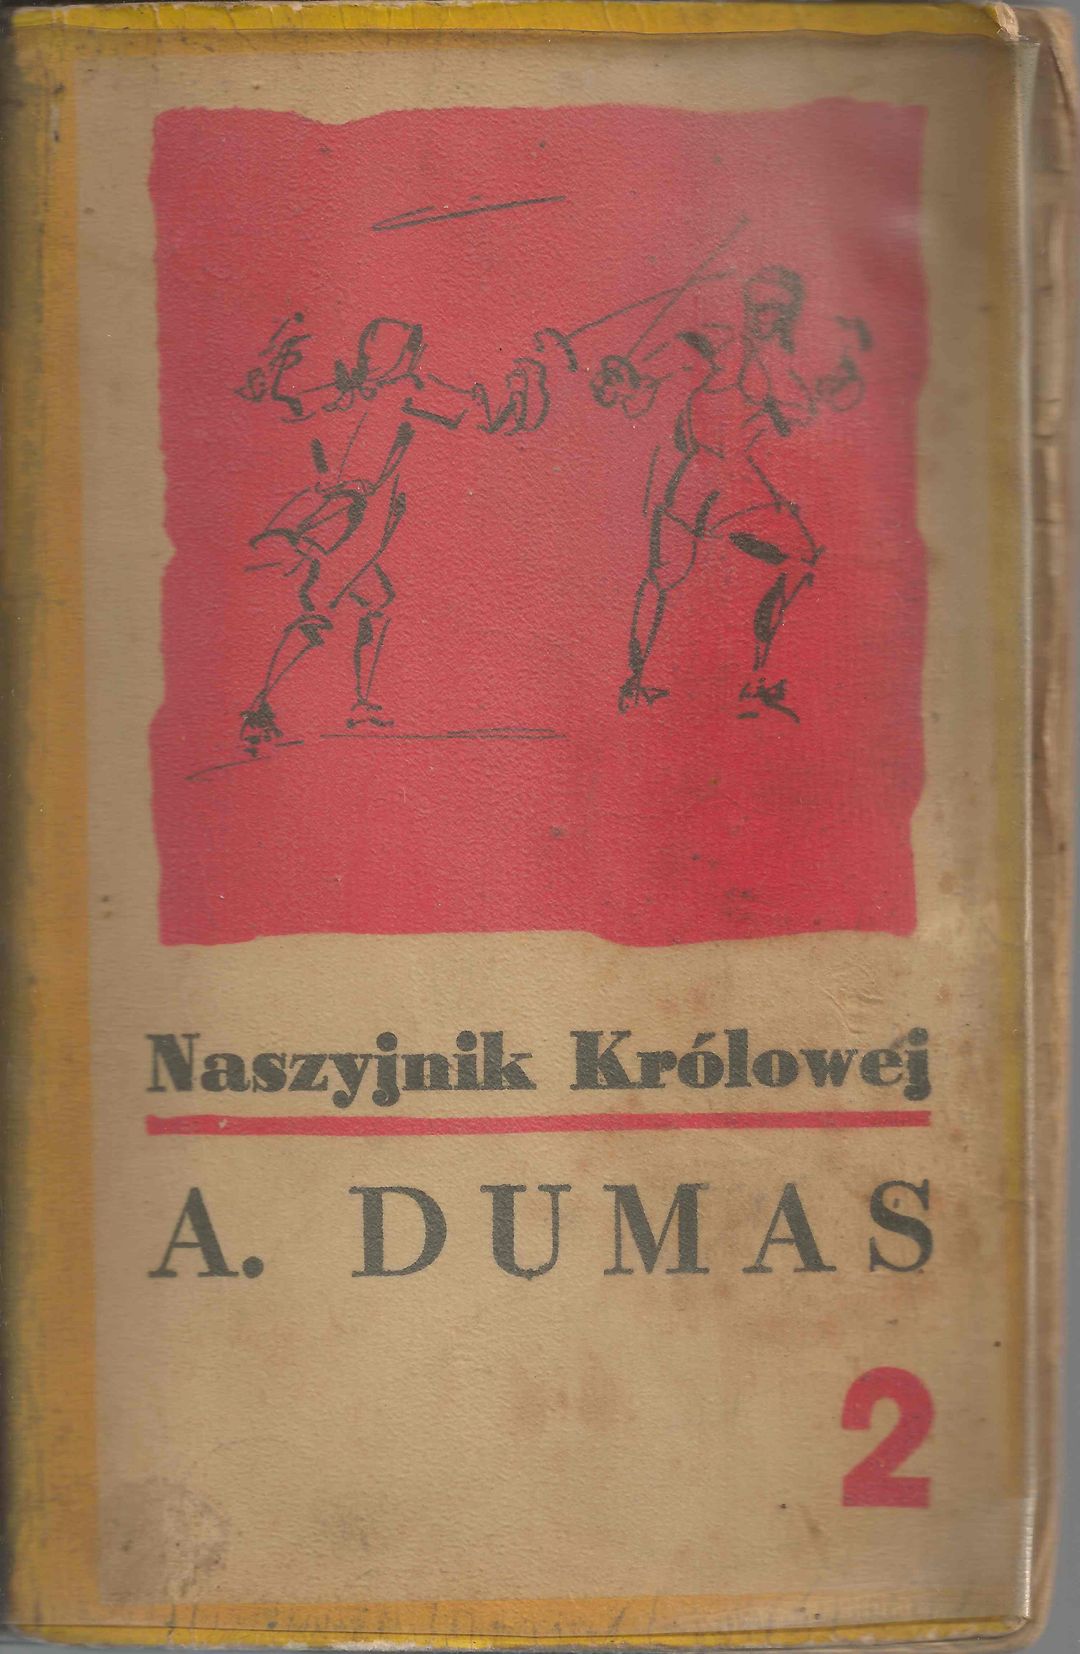 Naszyjnik Królowej
A. DUMAS
2